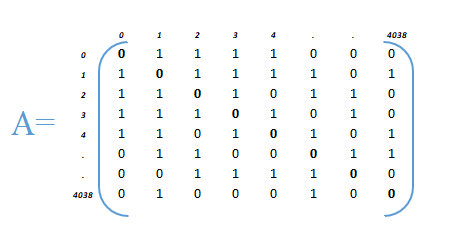 0 1 2 3 4 . . 4038
0 0 1 1 1 1 0 0 0
1 1 0 1 1 1 1 0 1
2 1 1 0 1 0 1 1 0
3 1 1 1 0 1 0 1 0
A= 4 1 1 0 1 0 1 0 1
. 0 1 1 0 0 0 1 1
. 0 0 1 1 1 1 0 0
4038 0 1 0 0 0 1 0 0